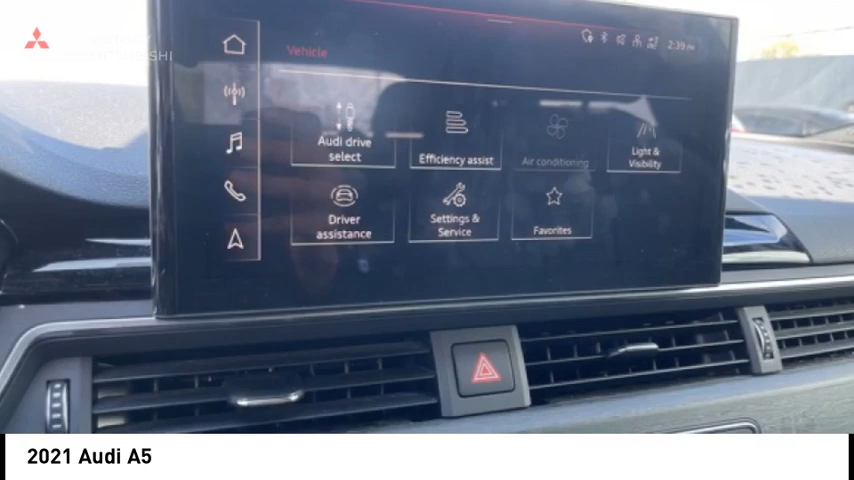 Vehicle
2:39 PM
Audi drive
select
Efficiency assist
Air conditioning
Light &
Visibility
Driver
assistance
Settings &
Service
Favorites
2021 Audi A5